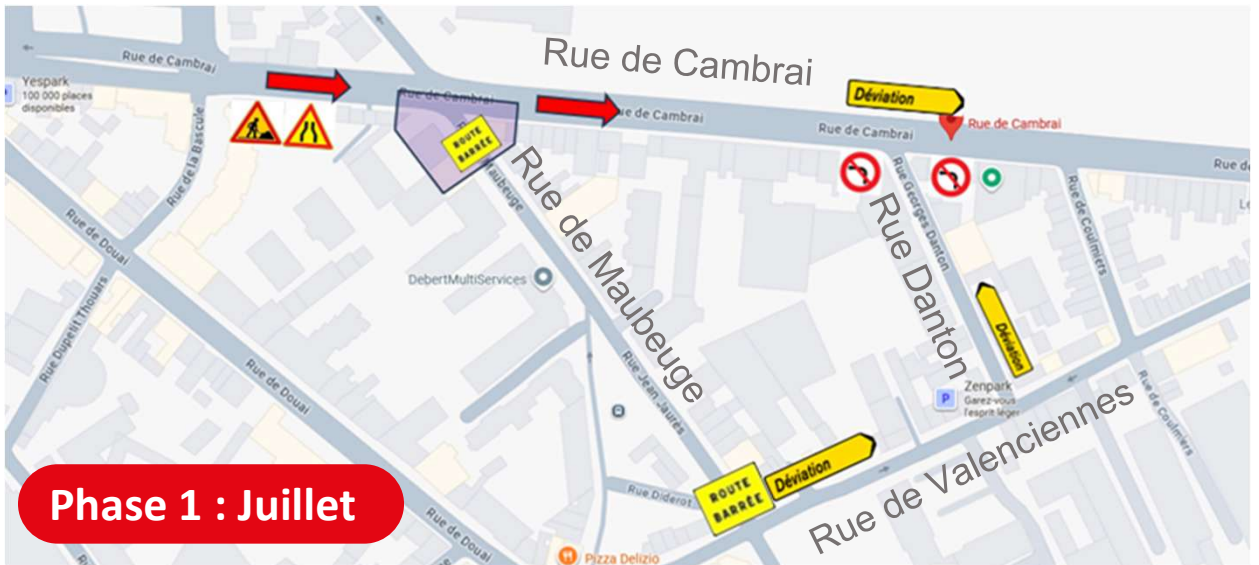 Rue de Cambrai
Rue de Cambrai
Yespark
100 000 places
disponibles
Déviation
Rue de Cambrai
Rue de Cambrai
Rue de Cambrai
Rue de Cambrai
ROUTE
BARRÉE
Maubeuge
Rue de Maubeuge
Rue de la Bascule
Rue de Douai
Rue Dupetit Thouars
DebertMultiServices
Rue Georges Danton
Rue Danton
Rue de Coulmiers
Déviation
Rue de Douai
Rue Jean Jaurès
P
Zenpark
Garez-vous
l'esprit léger
Rue de Coulmiers
Rue de Valenciennes
Déviation
ROUTE
BARRÉE
Rue Diderot
Phase 1 : Juillet
Rue de Douai
Pizza Delizio